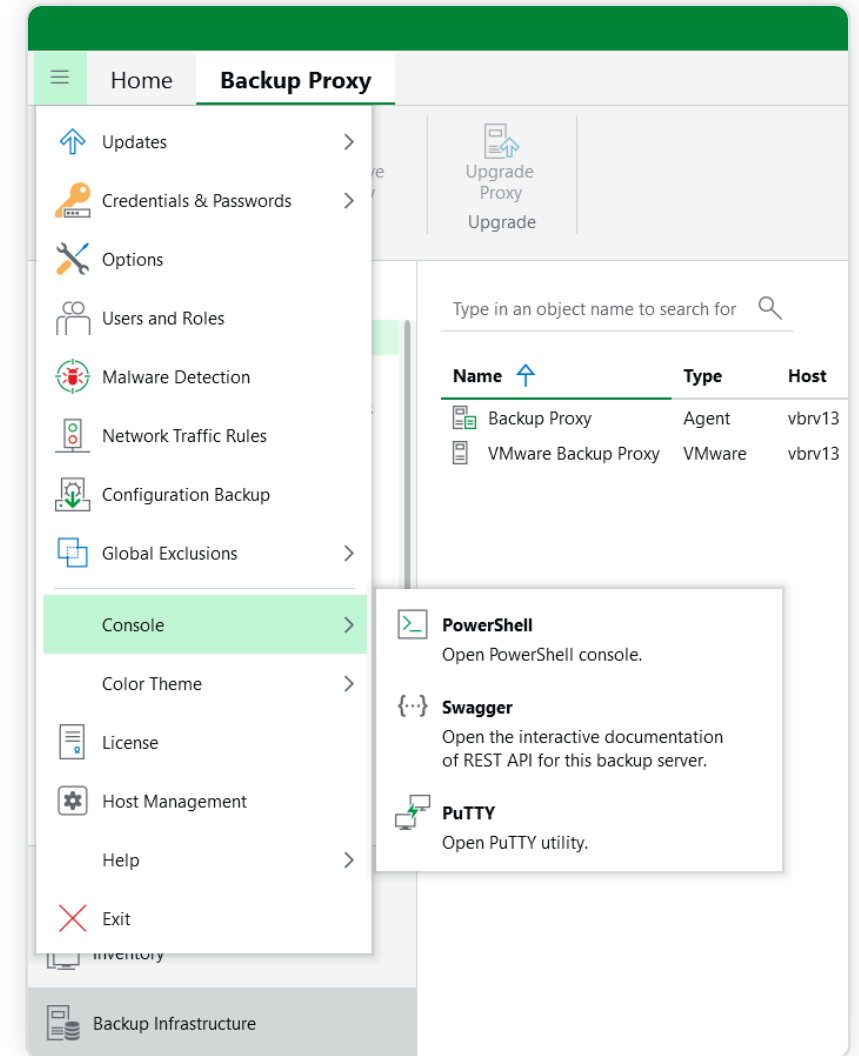 Home
Backup Proxy
Updates
Credentials & Passwords
Options
Users and Roles
Malware Detection
Network Traffic Rules
Configuration Backup
Global Exclusions
Console
Color Theme
License
Host Management
Help
Exit
Upgrade
Proxy
Upgrade
Type in an object name to search for
Name Type Host
Backup Proxy Agent vbrv13
VMware Backup Proxy VMware vbrv13
PowerShell
Open PowerShell console.
Swagger
Open the interactive documentation
of REST API for this backup server.
PuTTY
Open PuTTY utility.
Inventory
Backup Infrastructure